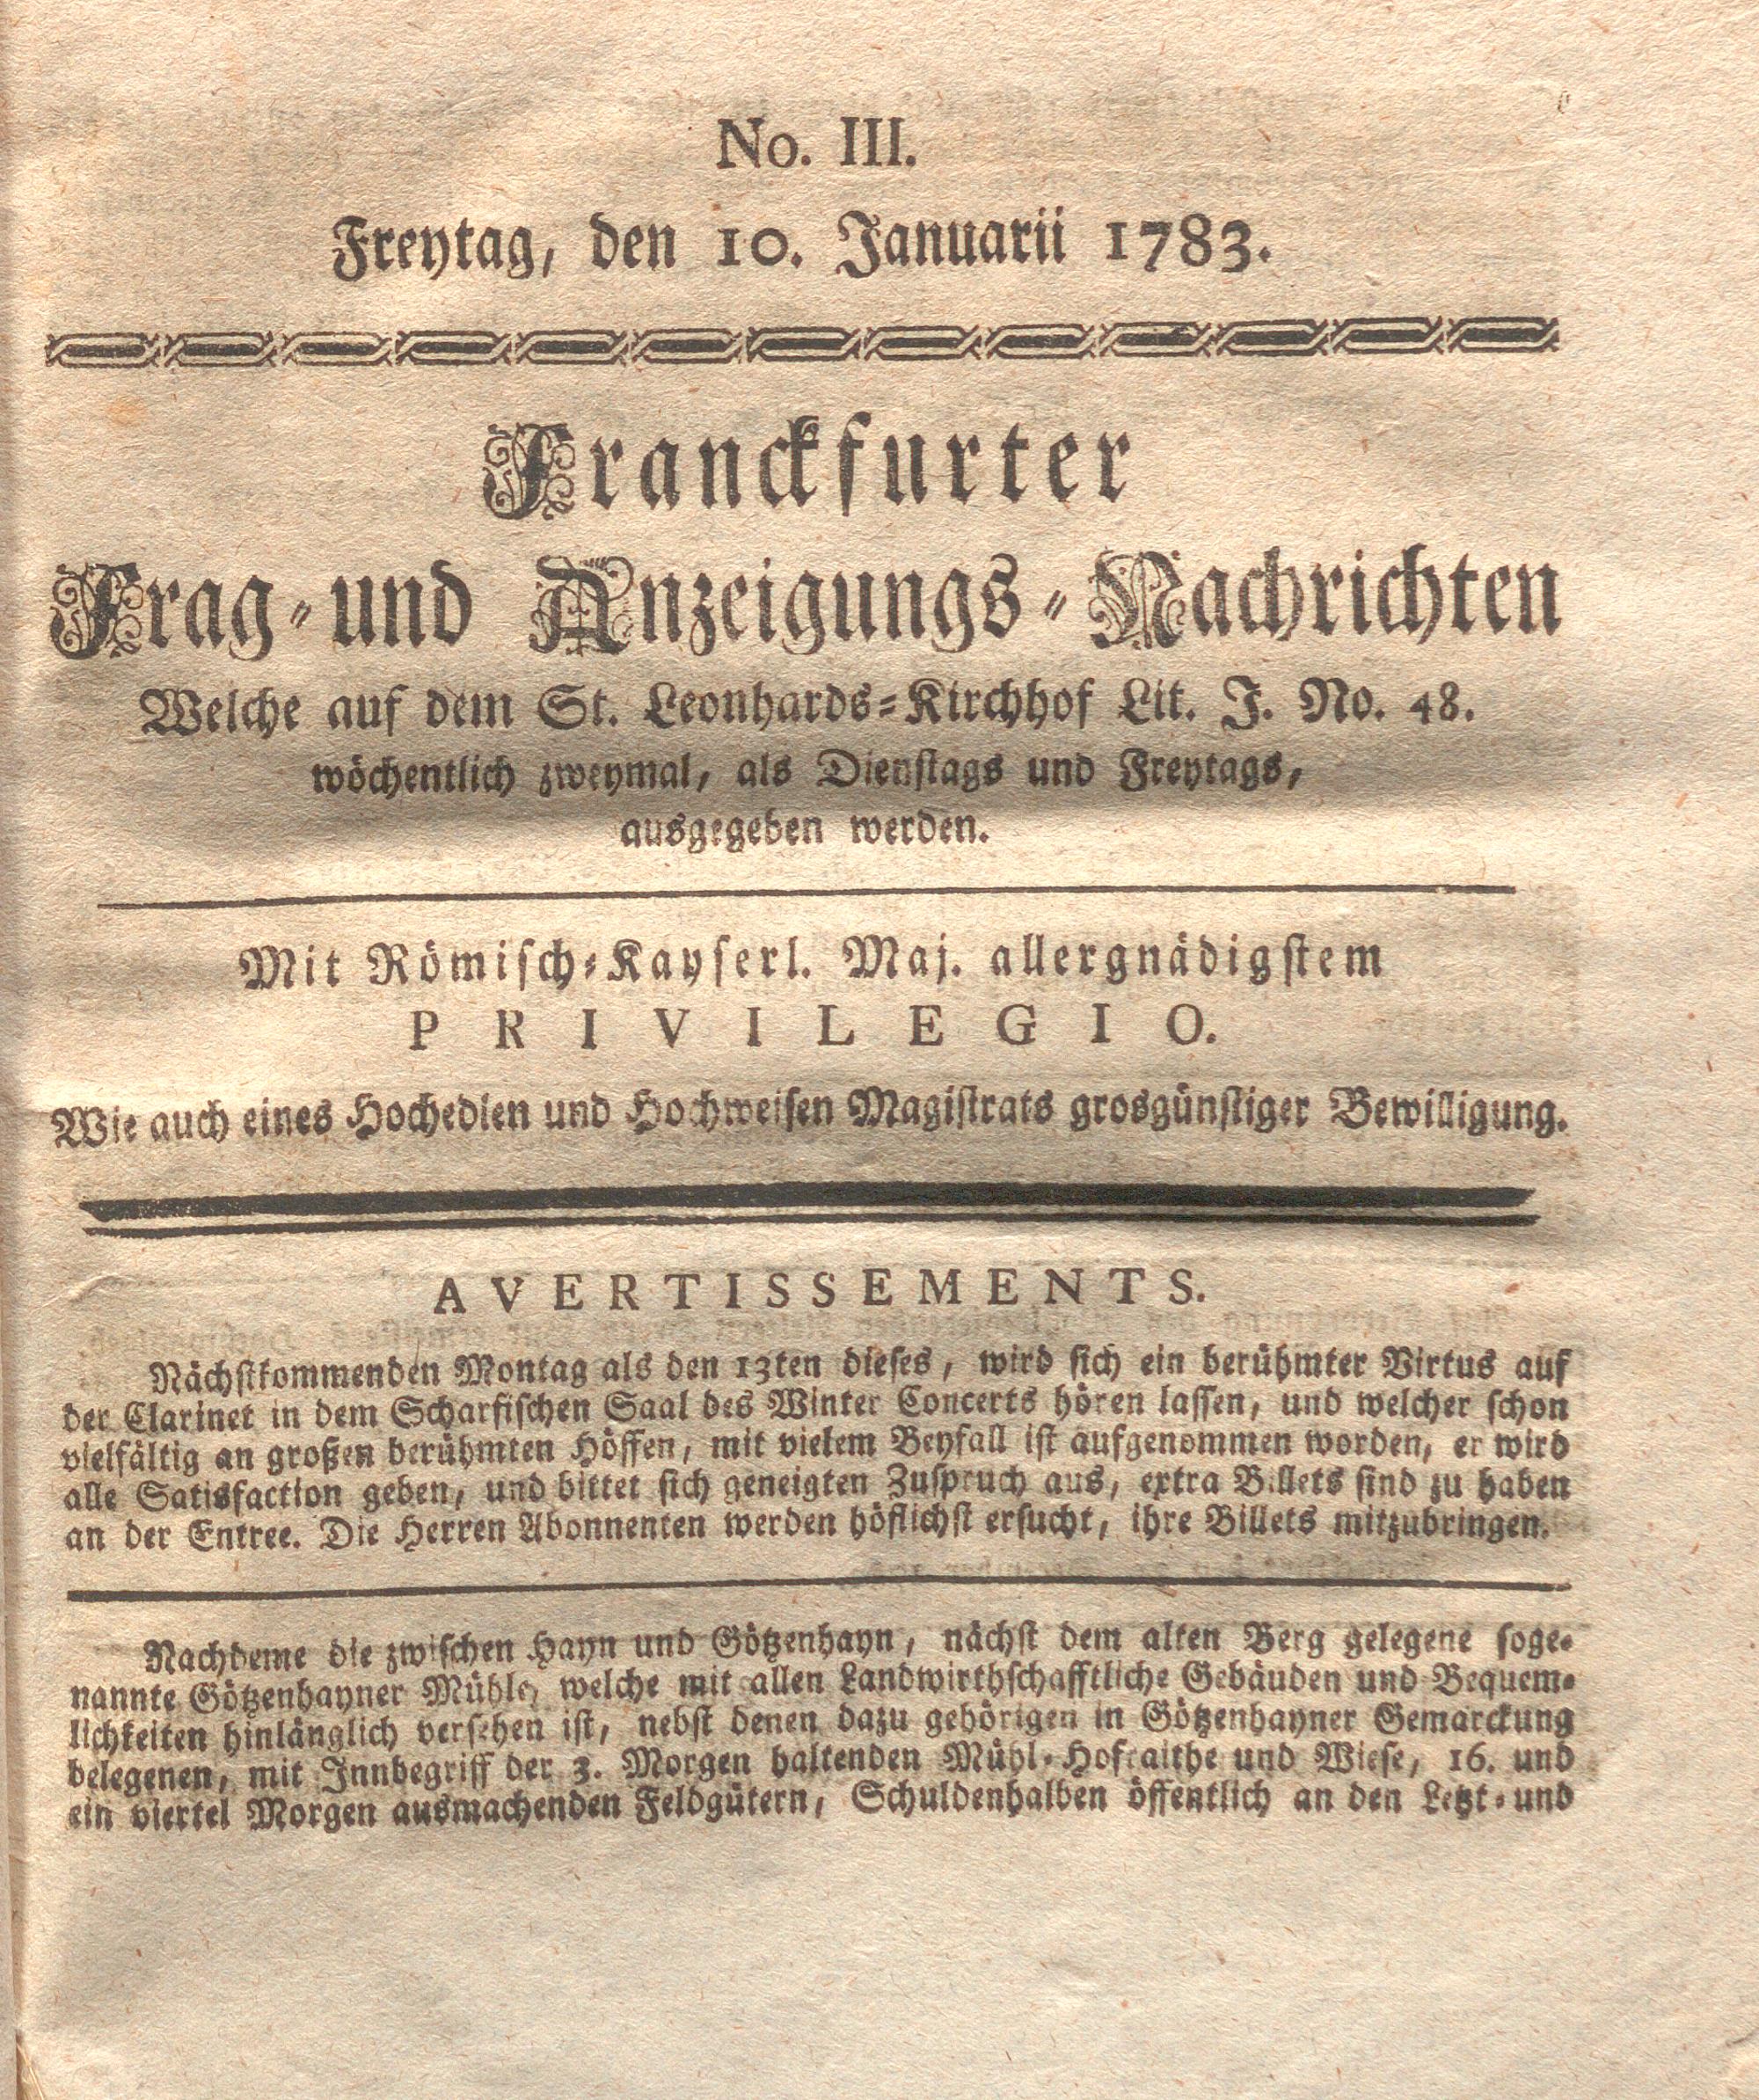 No. III.
Freytag, den 10. Januarii 1783.
Franckfurter
Frag- und Anzeigungs-Nachrichten
Welche auf dem St. Leonhards-Kirchhof Lit. J. No. 48.
wöchentlich zweymal, als Dienstags und Freytags,
ausgegeben werden.
Mit Römisch-Kayserl. Maj. allergnädigstem
PRIVILEGIO.
Wie auch eines Hochedlen und Hochweisen Magistrats grosgünstiger Bewilligung.
AVERTISSEMENTS.
Nächstkommenden Montag als den 13ten dieses, wird sich ein berühmter Virtus auf
der Clarinet in dem Scharfischen Saal des Winter Concerts hören lassen, und welcher schon
vielfältig an großen berühmten Höffen, mit vielem Beyfall ist aufgenommen worden, er wird
alle Satisfaction geben, und bittet sich geneigten Zuspruch aus, extra Billets sind zu haben
an der Entree. Die Herren Abonnenten werden höflichst ersucht, ihre Billets mitzubringen.
Nachdeme die zwischen Hayn und Götzenhayn, nächst dem alten Berg gelegene soge-
nannte Götzenhayner Mühle, welche mit allen Landwirthschafftliche Gebäuden und Bequem-
lichkeiten hinlänglich versehen ist, nebst denen dazu gehörigen in Götzenhayner Gemarckung
belegenen, mit Innbegriff der 3. Morgen haltenden Mühl-Hofraithe und Wiese, 16. und
ein viertel Morgen ausmachenden Feldgütern, Schuldenhalben öffentlich an den Letzt- und